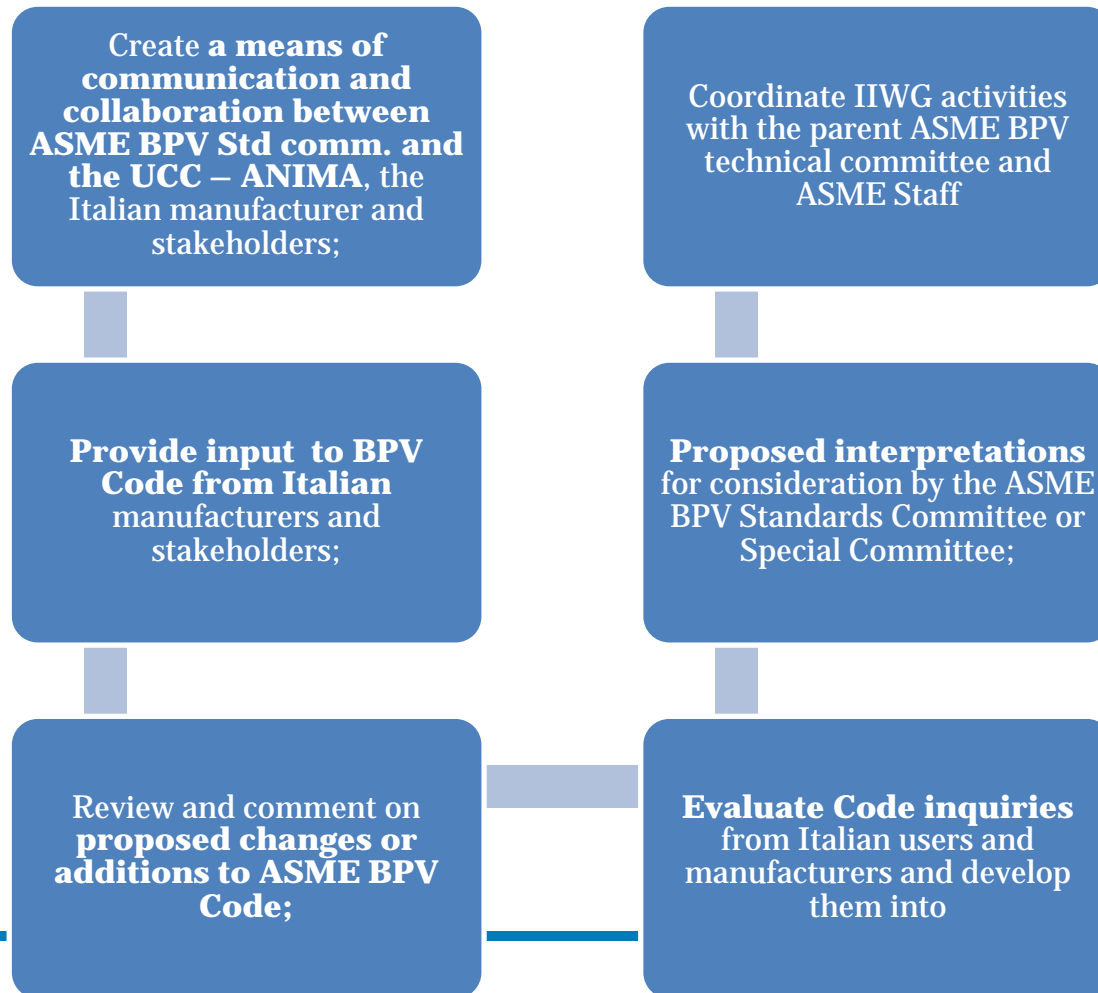 Create a means of
communication and
collaboration between
ASME BPV Std comm. and
the UCC – ANIMA, the
Italian manufacturer and
stakeholders;
Provide input to BPV
Code from Italian
manufacturers and
stakeholders;
Review and comment on
proposed changes or
additions to ASME BPV
Code;
Evaluate Code inquiries
from Italian users and
manufacturers and develop
them into
Proposed interpretations
for consideration by the ASME
BPV Standards Committee or
Special Committee;
Coordinate IIWG activities
with the parent ASME BPV
technical committee and
ASME Staff